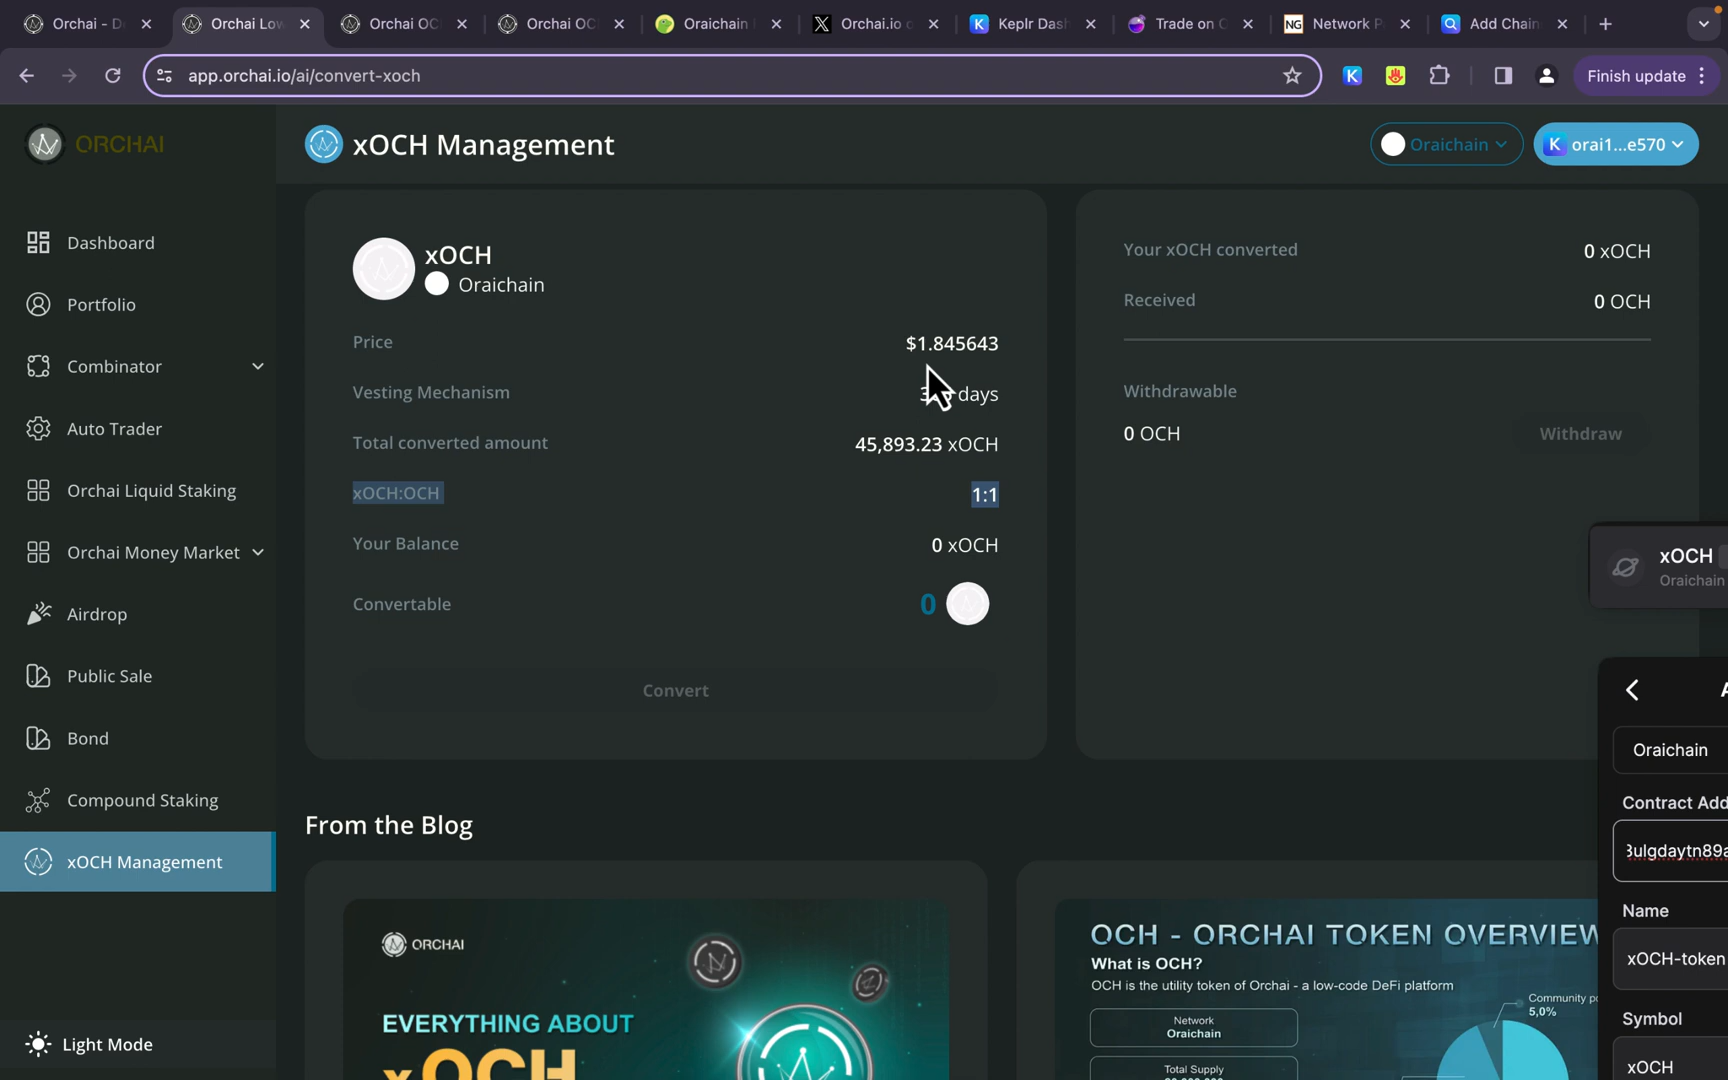 Orchai - D
Orchai Low
Orchai OC
Orchai OC
Oraichain
Orchai.io o
Keplr Dash
Trade on O
NG
Network P
Add Chain
app.orchai.io/ai/convert-xoch
Finish update
ORCHAI
xOCH Management
Oraichain
K orai1...e570
Dashboard
Portfolio
Combinator
Auto Trader
Orchai Liquid Staking
Orchai Money Market
Airdrop
Public Sale
Bond
Compound Staking
xOCH Management
Light Mode
xOCH
Oraichain
Price
$1.845643
Vesting Mechanism
days
Total converted amount
45,893.23 xOCH
xOCH:OCH
1:1
Your Balance
0 xOCH
Convertable
0
Convert
Your xOCH converted
0 xOCH
Received
0 OCH
Withdrawable
0 OCH
Withdraw
xOCH
Oraichain
Oraichain
Contract Add
3ulgdaytn89a
Name
xOCH-token
Symbol
xOCH
From the Blog
ORCHAI
EVERYTHING ABOUT
xOCH
OCH - ORCHAI TOKEN OVERVIEW
What is OCH?
OCH is the utility token of Orchai - a low-code DeFi platform
Network
Oraichain
Total Supply
Community po
5,0%